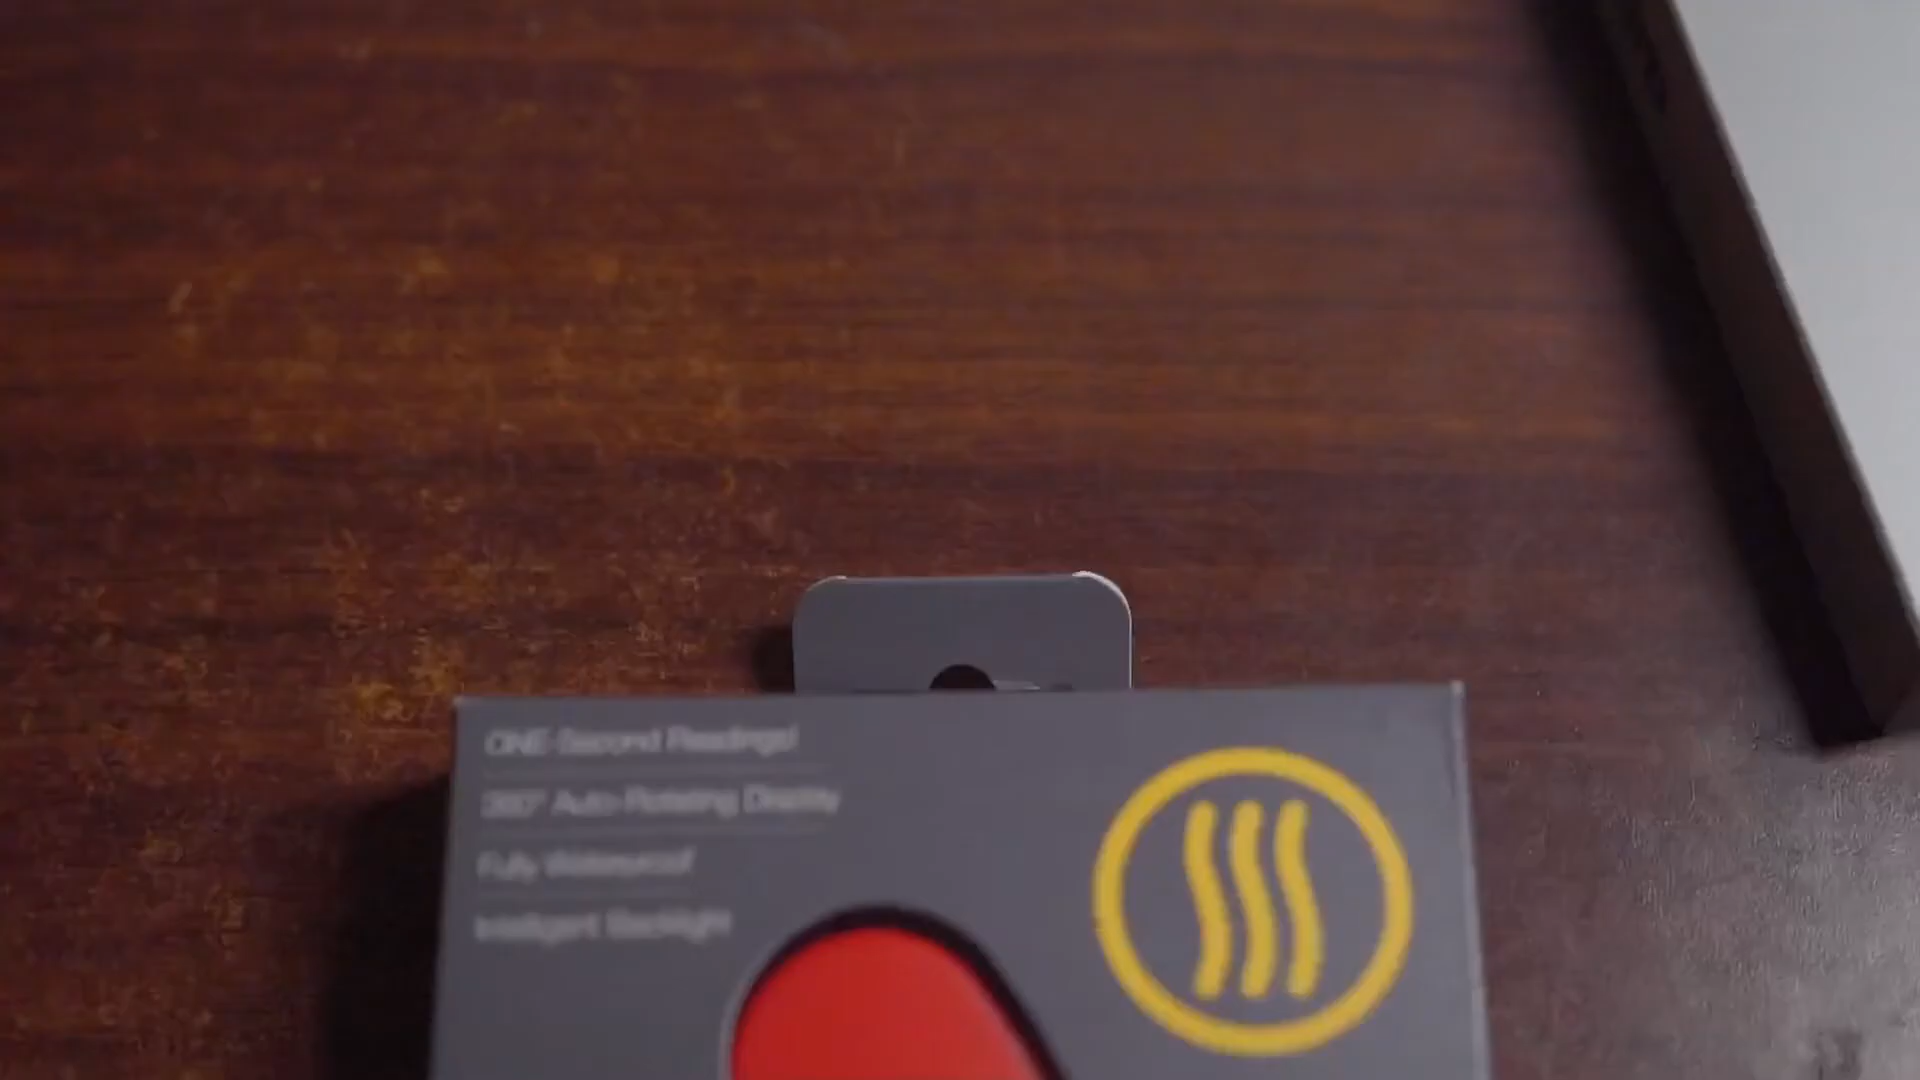 ONE-Second Readings!
360° Auto-Rotating Display
Fully Waterproof
Intelligent Backlight